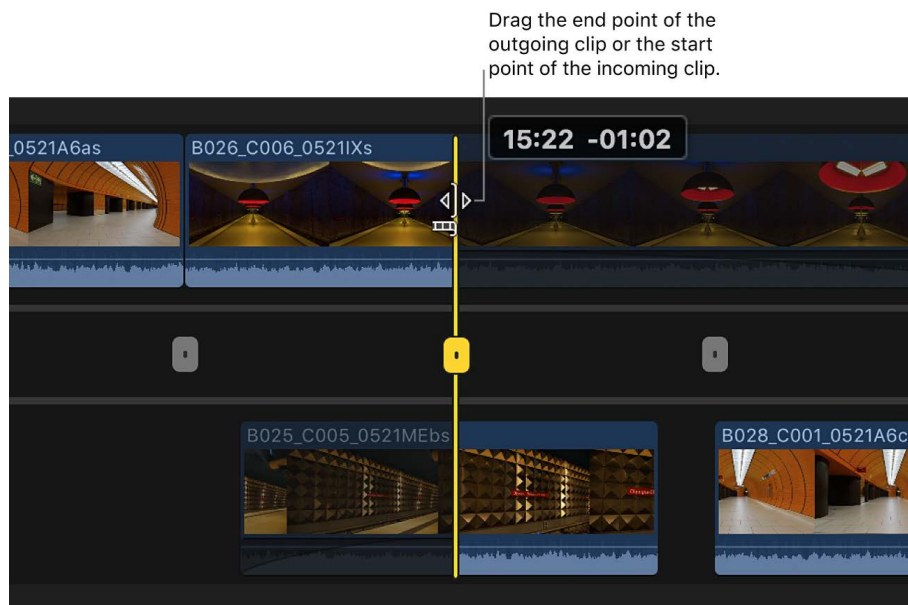 Drag the end point of the
outgoing clip or the start
point of the incoming clip.
_0521A6as
B026_C006_0521IXs
15:22 -01:02
B025_C005_0521MEbs
B028_C001_0521A6c